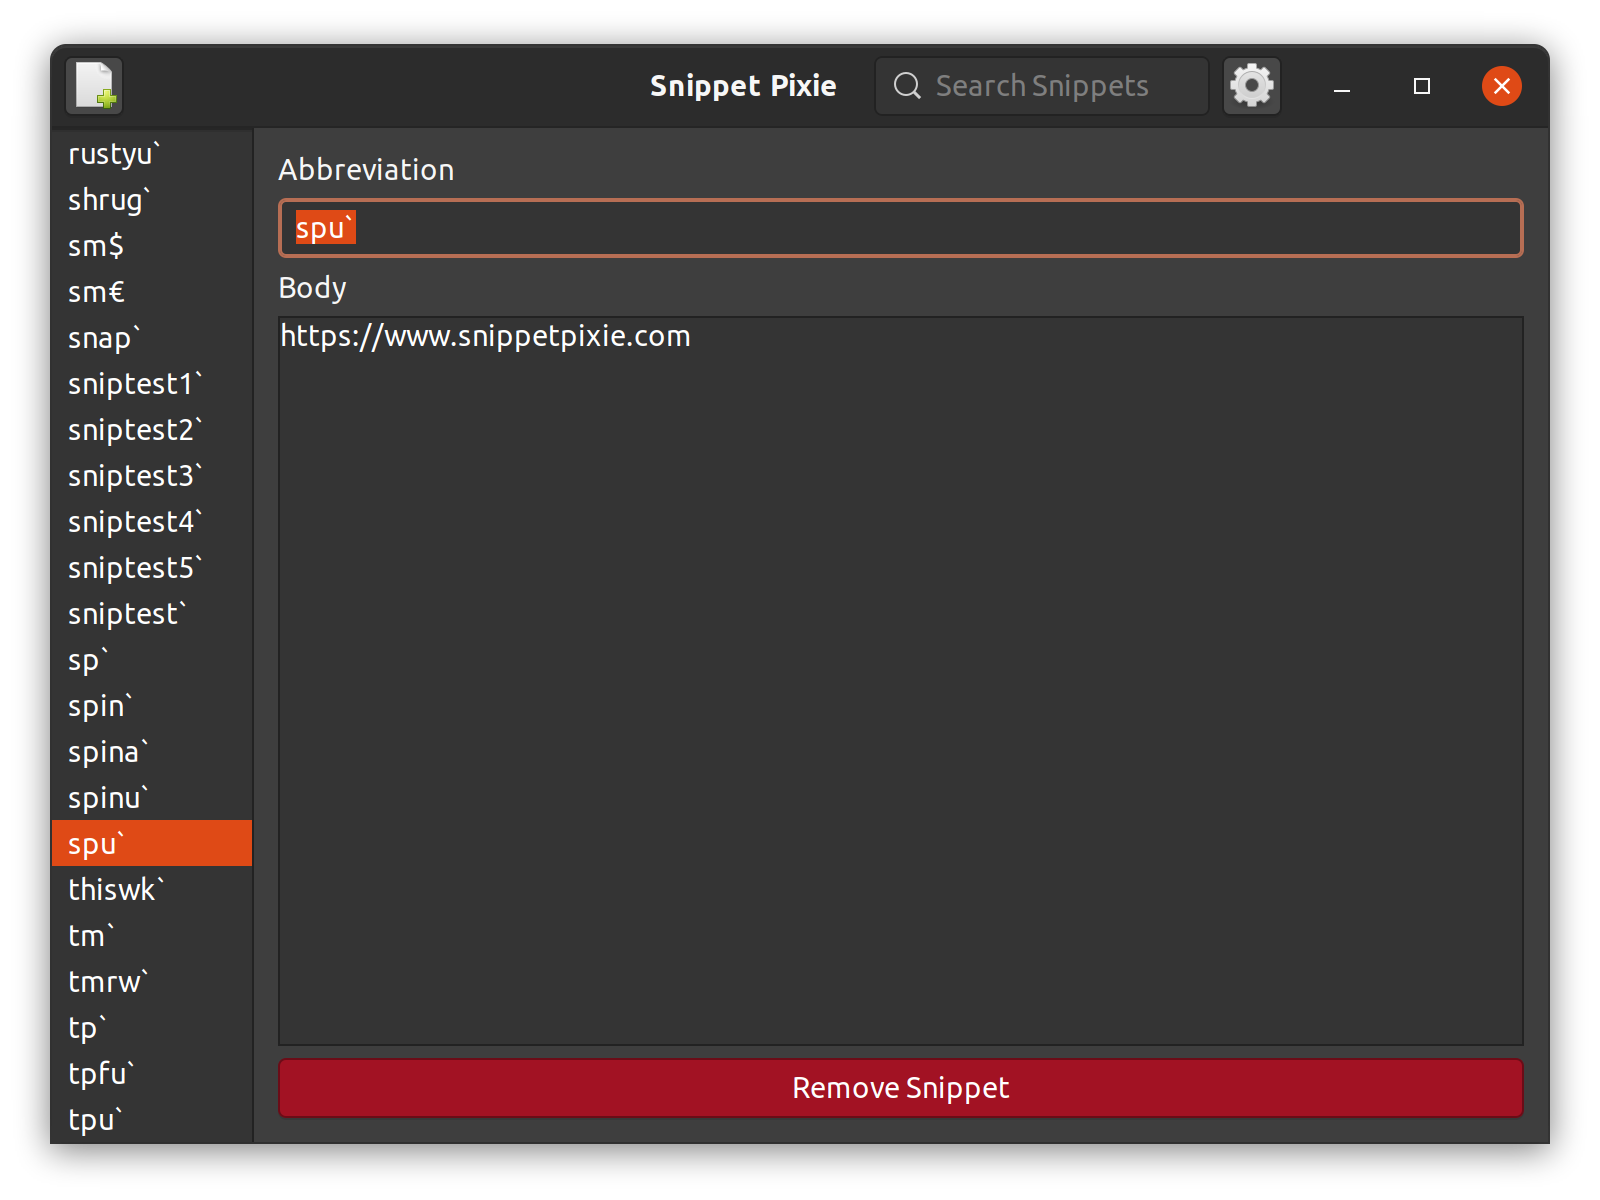 Snippet Pixie
Search Snippets
rustyu`
shrug`
sm$
sm€
snap`
sniptest1`
sniptest2`
sniptest3`
sniptest4`
sniptest5`
sniptest`
sp`
spin`
spina`
spinu`
spu`
thiswk`
tm`
tmrw`
tp`
tpfu`
tpu`
Abbreviation
spu`
Body
https://www.snippetpixie.com
Remove Snippet